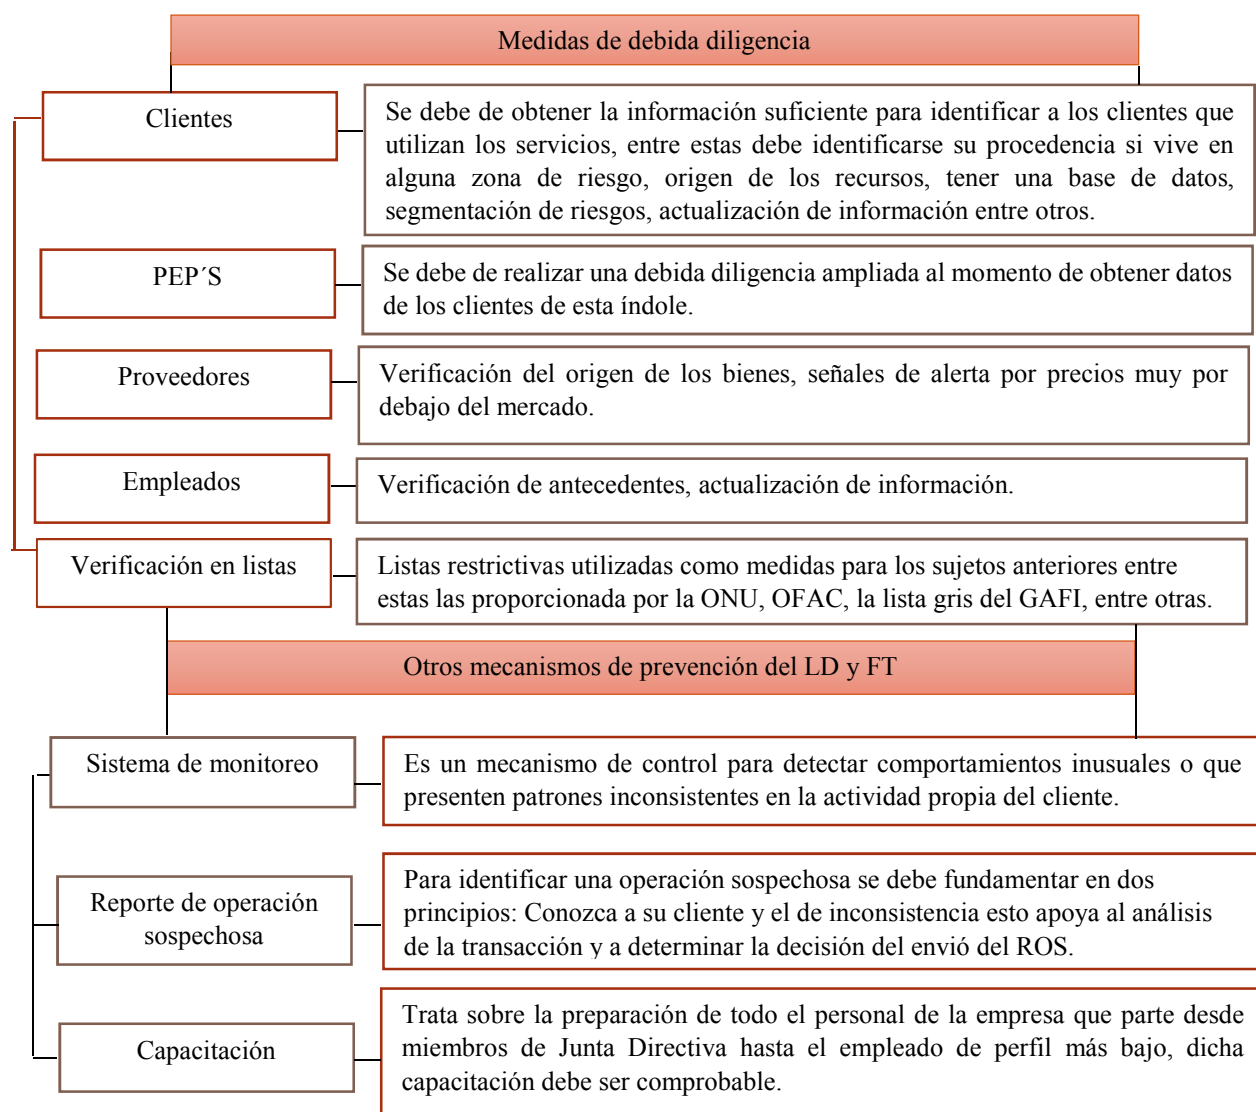 Medidas de debida diligencia
Clientes
Se debe de obtener la información suficiente para identificar a los clientes que
utilizan los servicios, entre estas debe identificarse su procedencia si vive en
alguna zona de riesgo, origen de los recursos, tener una base de datos,
segmentación de riesgos, actualización de información entre otros.
PEP´S
Se debe de realizar una debida diligencia ampliada al momento de obtener datos
de los clientes de esta índole.
Proveedores
Verificación del origen de los bienes, señales de alerta por precios muy por
debajo del mercado.
Empleados
Verificación de antecedentes, actualización de información.
Verificación en listas
Listas restrictivas utilizadas como medidas para los sujetos anteriores entre
estas las proporcionada por la ONU, OFAC, la lista gris del GAFI, entre otras.
Otros mecanismos de prevención del LD y FT
Sistema de monitoreo
Es un mecanismo de control para detectar comportamientos inusuales o que
presenten patrones inconsistentes en la actividad propia del cliente.
Reporte de operación
sospechosa
Para identificar una operación sospechosa se debe fundamentar en dos
principios: Conozca a su cliente y el de inconsistencia esto apoya al análisis
de la transacción y a determinar la decisión del envió del ROS.
Capacitación
Trata sobre la preparación de todo el personal de la empresa que parte desde
miembros de Junta Directiva hasta el empleado de perfil más bajo, dicha
capacitación debe ser comprobable.